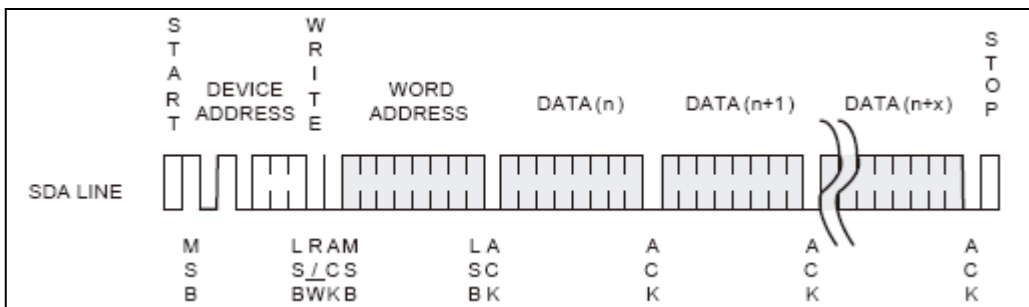 START
WRITE
STOP
DEVICE
ADDRESS
WORD
ADDRESS
DATA(n)
DATA(n+1)
DATA(n+x)
SDA LINE
MSB
LSB
R/W
ACK
MSB
LSB
ACK
ACK
ACK
ACK